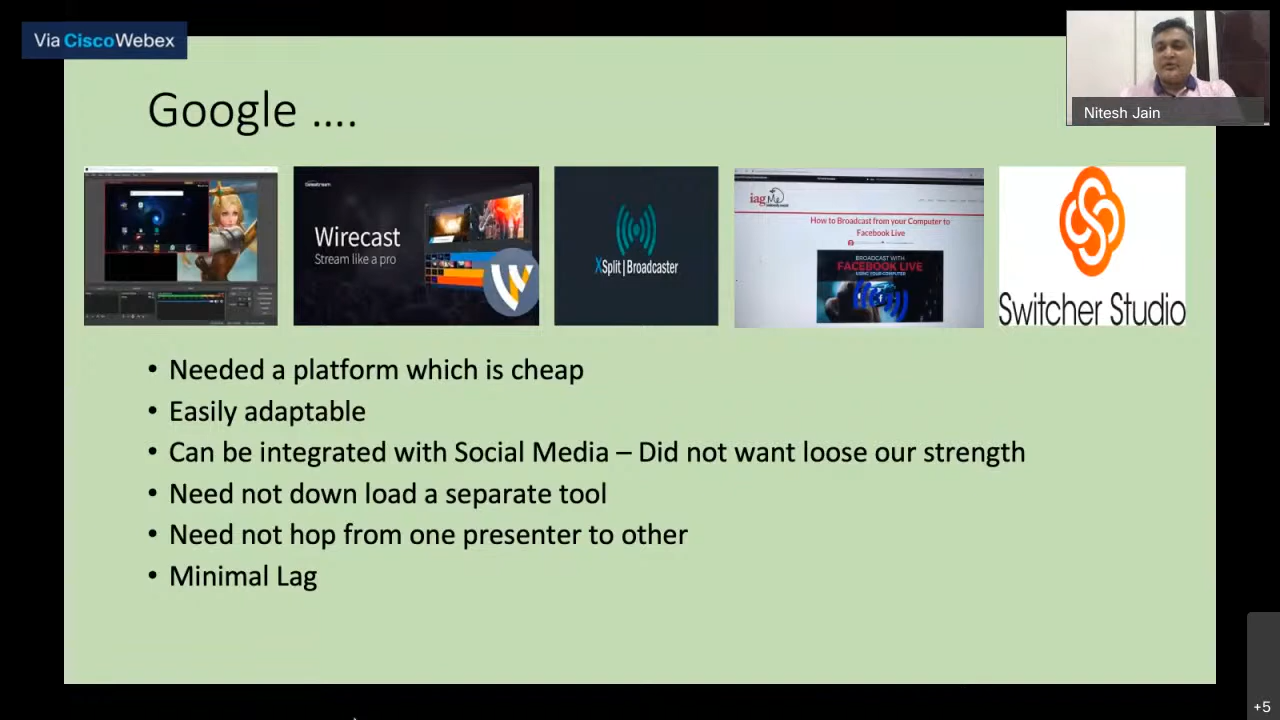 Via CiscoWebex
Nitesh Jain
Google ....
Wirecast
Stream like a pro
XSplit|Broadcaster
iag
How to Broadcast from your Computer to
Facebook Live
BROADCAST WITH
FACEBOOK LIVE
USING YOUR COMPUTER
Switcher Studio
• Needed a platform which is cheap
• Easily adaptable
• Can be integrated with Social Media – Did not want loose our strength
• Need not down load a separate tool
• Need not hop from one presenter to other
• Minimal Lag
+5